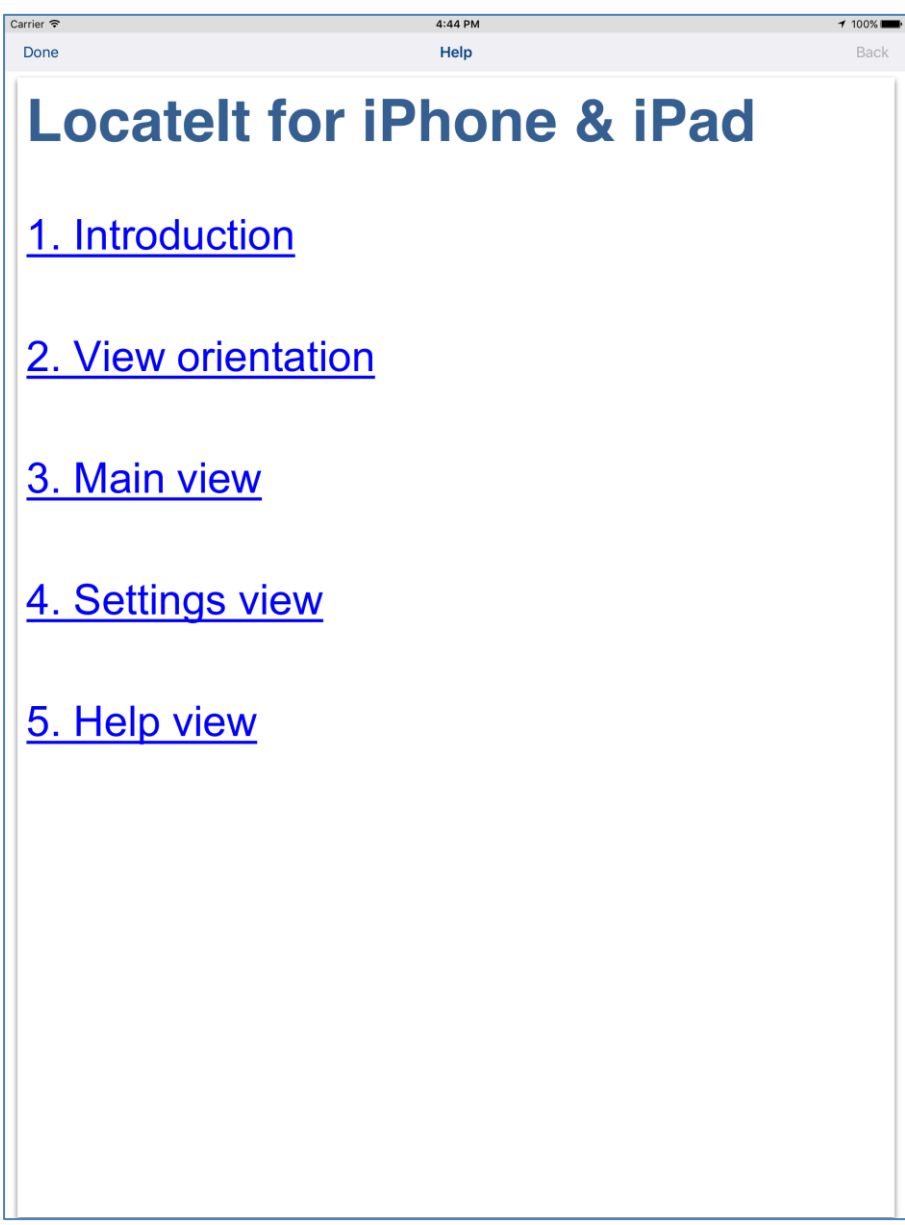 Carrier 4:44 PM 100%
Done Help Back
LocateIt for iPhone & iPad
1. Introduction
2. View orientation
3. Main view
4. Settings view
5. Help view